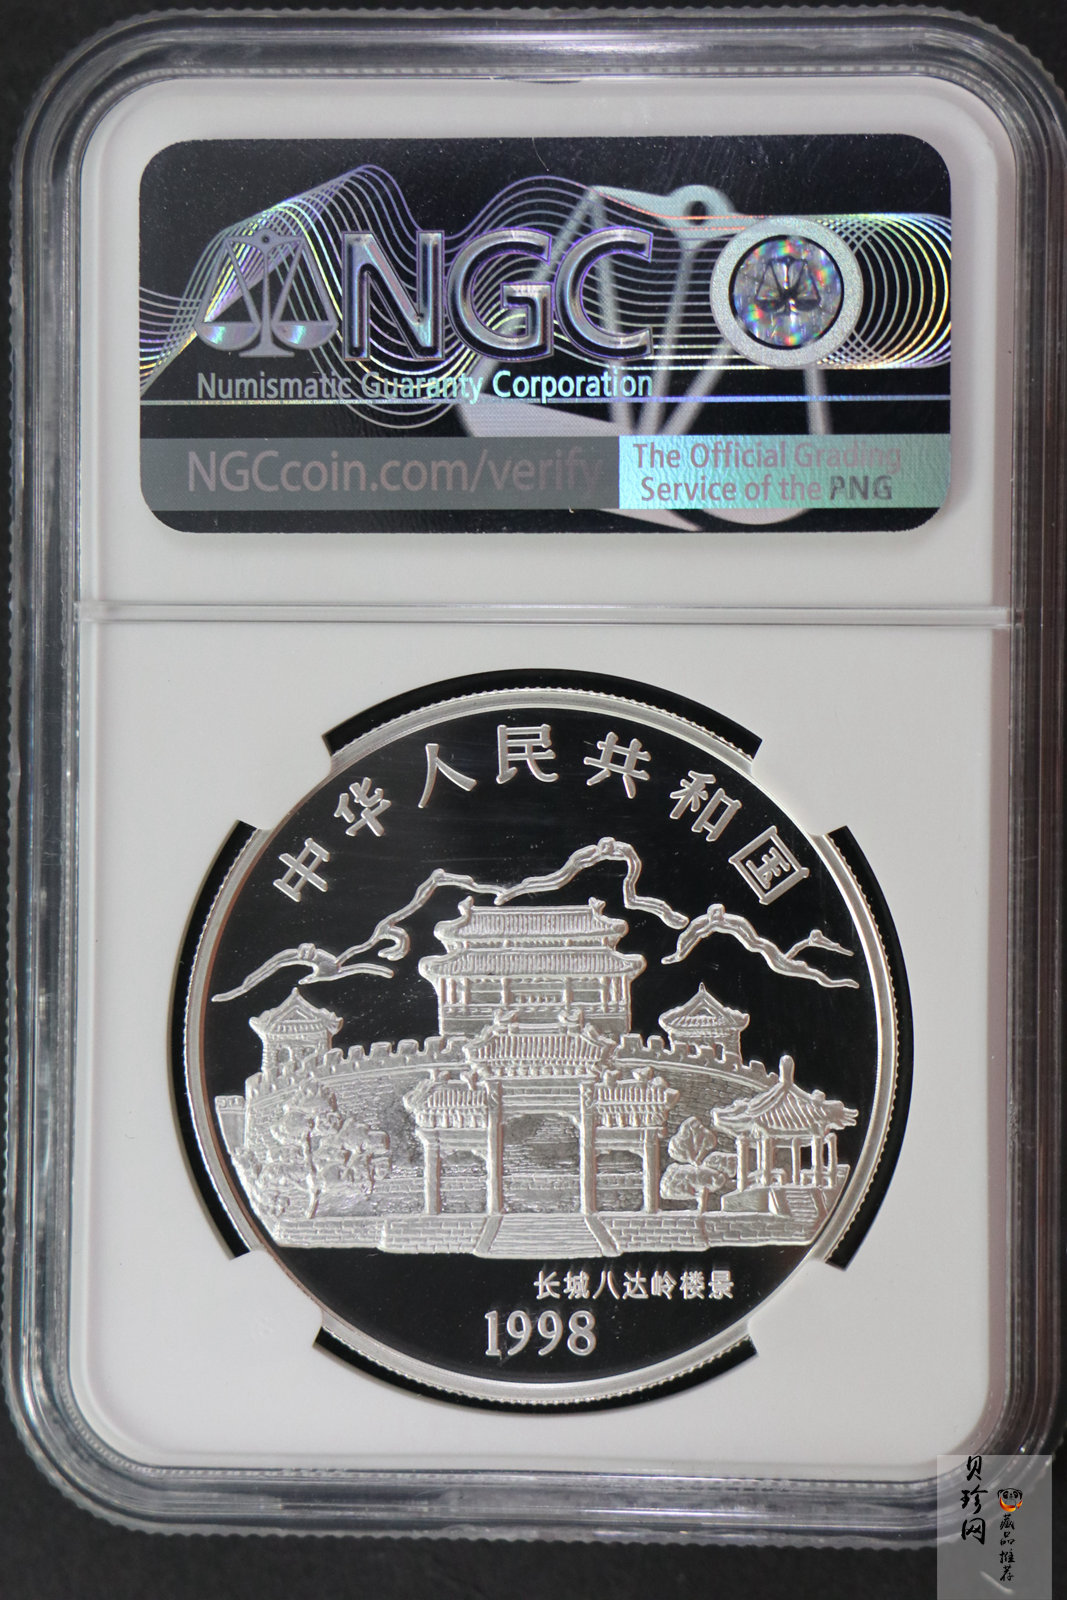 NGC
Numismatic Guaranty Corporation
NGCcoin.com/verify
The Official Grading
Service of the PNG
中华人民共和国
长城八达岭楼景
1998
贝珍网
藏品推荐